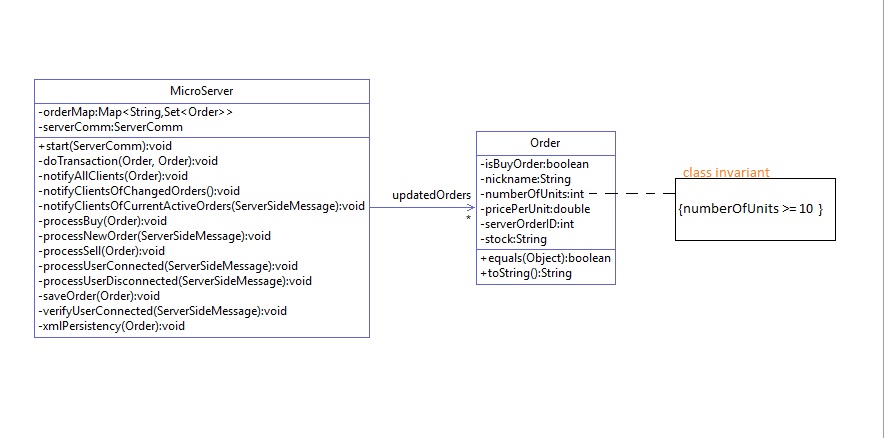 MicroServer
-orderMap:Map<String,Set<Order>>
-serverComm:ServerComm
+start(ServerComm):void
-doTransaction(Order, Order):void
-notifyAllClients(Order):void
-notifyClientsOfChangedOrders():void
-notifyClientsOfCurrentActiveOrders(ServerSideMessage):void
-processBuy(Order):void
-processNewOrder(ServerSideMessage):void
-processSell(Order):void
-processUserConnected(ServerSideMessage):void
-processUserDisconnected(ServerSideMessage):void
-saveOrder(Order):void
-verifyUserConnected(ServerSideMessage):void
-xmlPersistency(Order):void
updatedOrders
*
Order
-isBuyOrder:boolean
-nickname:String
-numberOfUnits:int
-pricePerUnit:double
-serverOrderID:int
-stock:String
+equals(Object):boolean
+toString():String
class invariant
{numberOfUnits >= 10 }